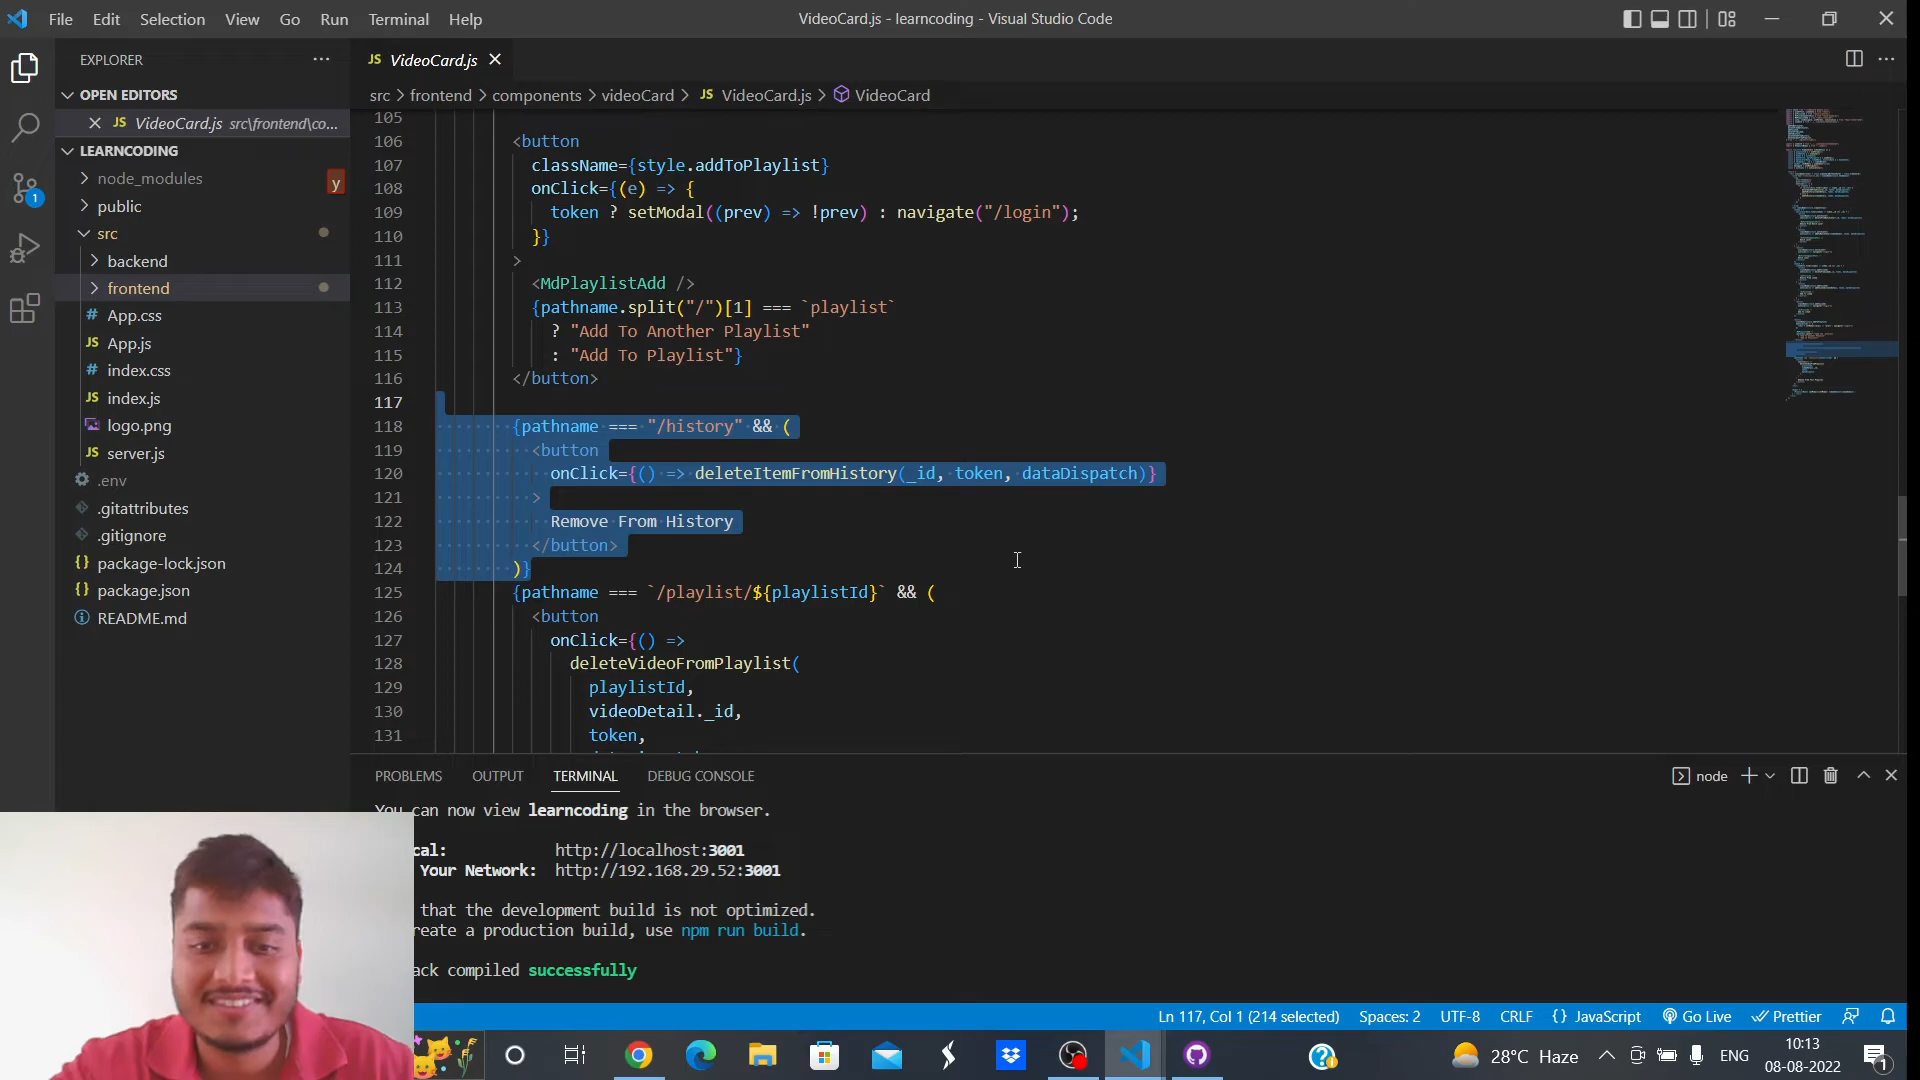 File Edit Selection View Go Run Terminal Help
VideoCard.js - learncoding - Visual Studio Code
EXPLORER
OPEN EDITORS
JS VideoCard.js src\frontend\co...
LEARNCODING
node_modules
y
public
src
backend
frontend
# App.css
JS App.js
# index.css
JS index.js
logo.png
JS server.js
.env
.gitattributes
.gitignore
{} package-lock.json
{} package.json
README.md
1
JS VideoCard.js
src > frontend > components > videoCard > JS VideoCard.js > VideoCard
105
106 <button
107 className={style.addToPlaylist}
108 onClick={(e) => {
109 token ? setModal((prev) => !prev) : navigate("/login");
110 }}
111 >
112 <MdPlaylistAdd />
113 {pathname.split("/")[1] === `playlist`
114 ? "Add To Another Playlist"
115 : "Add To Playlist"}
116 </button>
117
118 {pathname === "/history" && (
119 <button
120 onClick={() => deleteItemFromHistory(_id, token, dataDispatch)}
121 >
122 Remove From History
123 </button>
124 )}
125 {pathname === `/playlist/${playlistId}` && (
126 <button
127 onClick={() =>
128 deleteVideoFromPlaylist(
129 playlistId,
130 videoDetail._id,
131 token,
PROBLEMS OUTPUT TERMINAL DEBUG CONSOLE
node
You can now view learncoding in the browser.
cal: http://localhost:3001
Your Network: http://192.168.29.52:3001
that the development build is not optimized.
reate a production build, use npm run build.
ack compiled successfully
Ln 117, Col 1 (214 selected) Spaces: 2 UTF-8 CRLF {} JavaScript Go Live Prettier
28°C Haze
ENG
10:13
08-08-2022
1